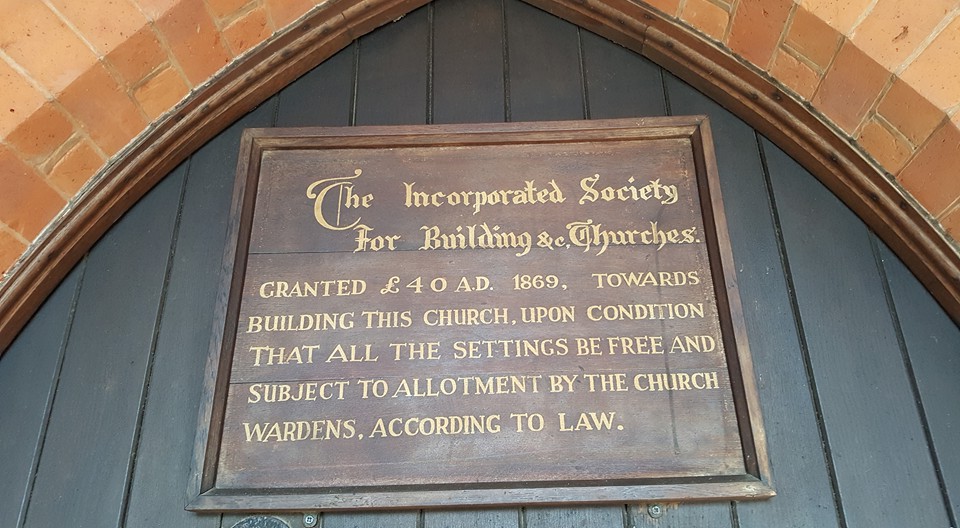 The Incorporated Society
For Building &c, Churches.
GRANTED £40 A.D. 1869, TOWARDS
BUILDING THIS CHURCH, UPON CONDITION
THAT ALL THE SETTINGS BE FREE AND
SUBJECT TO ALLOTMENT BY THE CHURCH
WARDENS, ACCORDING TO LAW.